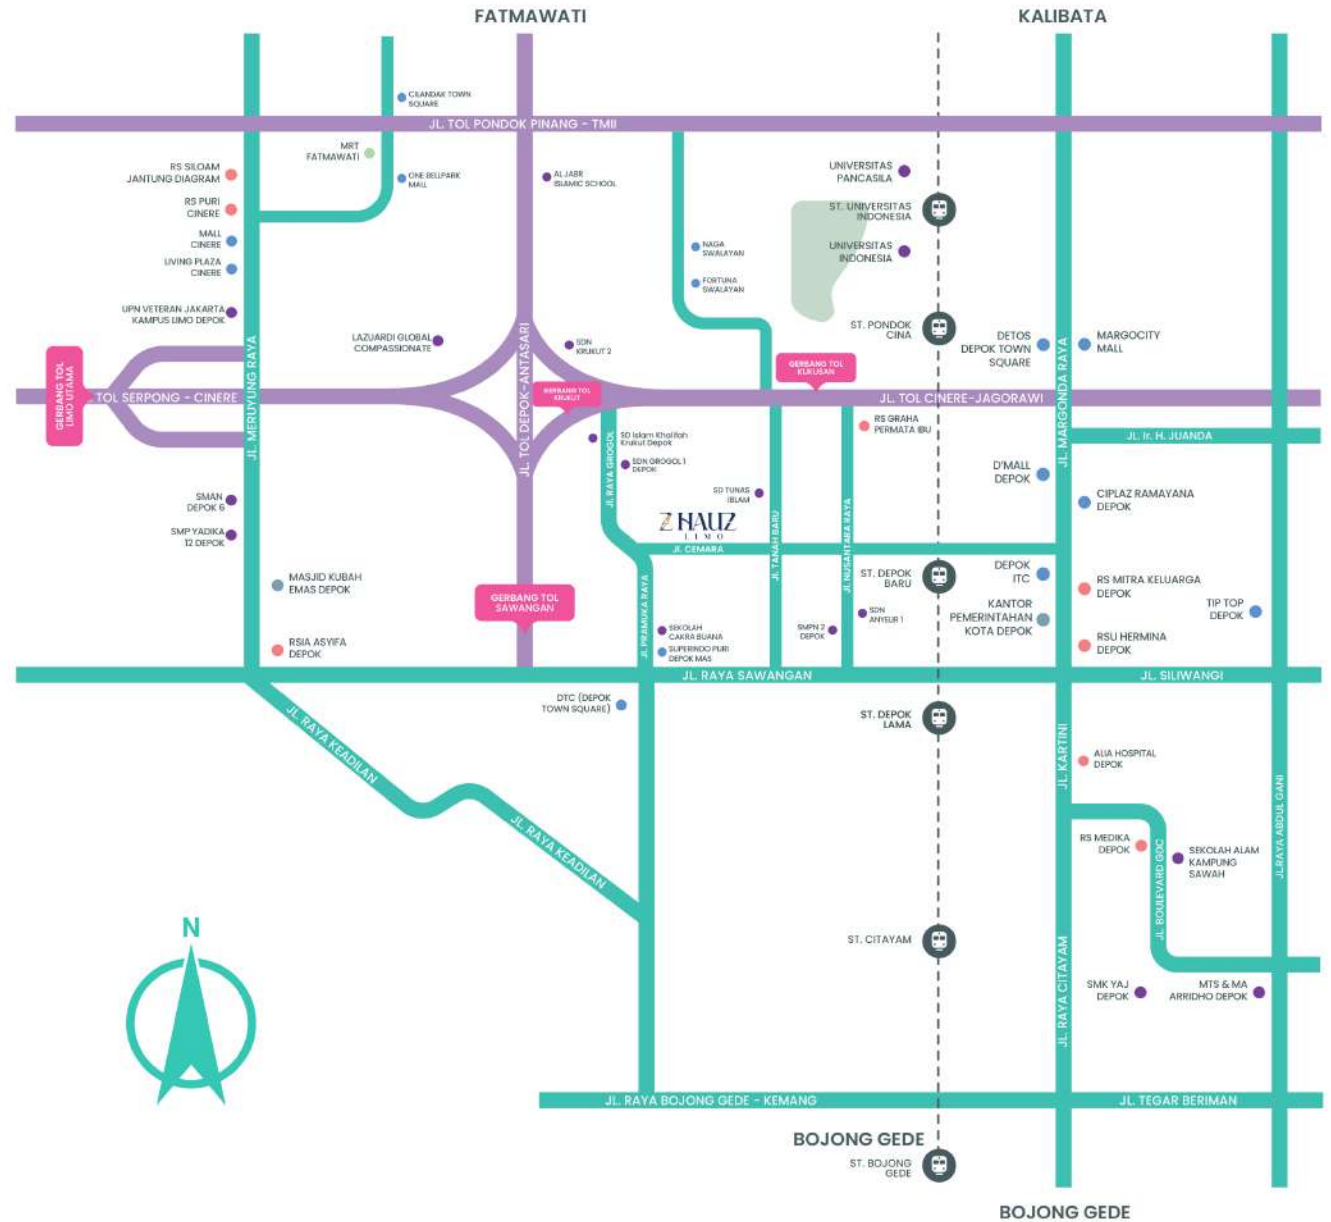 FATMAWATI
KALIBATA
CILANDAK TOWN
SQUARE
JL. TOL PONDOK PINANG - TMII
MRT
FATMAWATI
RS SILOAM
JANTUNG DIAGRAM
ONE BELLPARK
MALL
AL JABR
ISLAMIC SCHOOL
UNIVERSITAS
PANCASILA
RS PURI
CINERE
ST. UNIVERSITAS
INDONESIA
MALL
CINERE
NAGA
SWALAYAN
UNIVERSITAS
INDONESIA
LIVING PLAZA
CINERE
FORTUNA
SWALAYAN
UPN VETERAN JAKARTA
KAMPUS LIMO DEPOK
LAZUARDI GLOBAL
COMPASSIONATE
SDN
KRUKUT 2
ST. PONDOK
CINA
DETOS
DEPOK TOWN
SQUARE
MARGOCITY
MALL
GERBANG TOL
LIMO UTAMA
JL. MERUYUNG RAYA
JL. TOL DEPOK-ANTASARI
GERBANG TOL
KUKUSAN
GERBANG TOL
KRUKUT
JL. MARGONDA RAYA
TOL SERPONG - CINERE
JL. TOL CINERE-JAGORAWI
RS GRAHA
PERMATA IBU
JL. Ir. H. JUANDA
SD Islam Khalifah
Krukut Depok
SDN GROGOL 1
DEPOK
JL. RAYA GROGOL
D'MALL
DEPOK
SMAN
DEPOK 6
SD TUNAS
IBLAM
CIPLAZ RAMAYANA
DEPOK
SMP YADIKA
12 DEPOK
Z HAUZ
LIMO
JL. TANAH BARU
Jl. NUSANTARA RAYA
Jl. CEMARA
MASJID KUBAH
EMAS DEPOK
GERBANG TOL
SAWANGAN
JL. PRAMUKA RAYA
ST. DEPOK
BARU
DEPOK
ITC
RS MITRA KELUARGA
DEPOK
KANTOR
PEMERINTAHAN
KOTA DEPOK
TIP TOP
DEPOK
SDN
ANYELIR 1
SEKOLAH
CAKRA BUANA
SMPN 2
DEPOK
RSIA ASYIFA
DEPOK
SUPERINDO PURI
DEPOK MAS
RSU HERMINA
DEPOK
JL. RAYA SAWANGAN
JL. SILIWANGI
DTC (DEPOK
TOWN SQUARE)
ST. DEPOK
LAMA
JL. RAYA KEADILAN
JL. KARTINI
ALIA HOSPITAL
DEPOK
JL.RAYA ABDUL GANI
JL. RAYA KEADILAN
RS MEDIKA
DEPOK
JL. BOULEVARD GDC
SEKOLAH ALAM
KAMPUNG
SAWAH
N
ST. CITAYAM
JL. RAYA CITAYAM
SMK YAJ
DEPOK
MTS & MA
ARRIDHO DEPOK
JL. RAYA BOJONG GEDE - KEMANG
JL. TEGAR BERIMAN
BOJONG GEDE
ST. BOJONG
GEDE
BOJONG GEDE